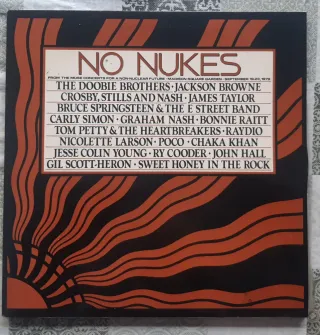 NO NUKES
FROM THE MUSE CONCERTS FOR A NON-NUCLEAR FUTURE • MADISON SQUARE GARDEN • SEPTEMBER 19-23, 1979
THE DOOBIE BROTHERS • JACKSON BROWNE
CROSBY, STILLS AND NASH • JAMES TAYLOR
BRUCE SPRINGSTEEN & THE E STREET BAND
CARLY SIMON • GRAHAM NASH • BONNIE RAITT
TOM PETTY & THE HEARTBREAKERS • RAYDIO
NICOLETTE LARSON • POCO • CHAKA KHAN
JESSE COLIN YOUNG • RY COODER • JOHN HALL
GIL SCOTT-HERON • SWEET HONEY IN THE ROCK